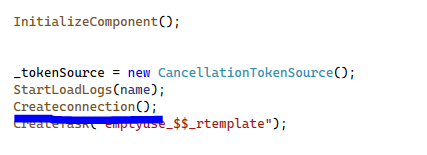 InitializeComponent();
_tokenSource = new CancellationTokenSource();
StartLoadLogs(name);
Createconnection();
CreateTask("emptyuse_$$_rtemplate");